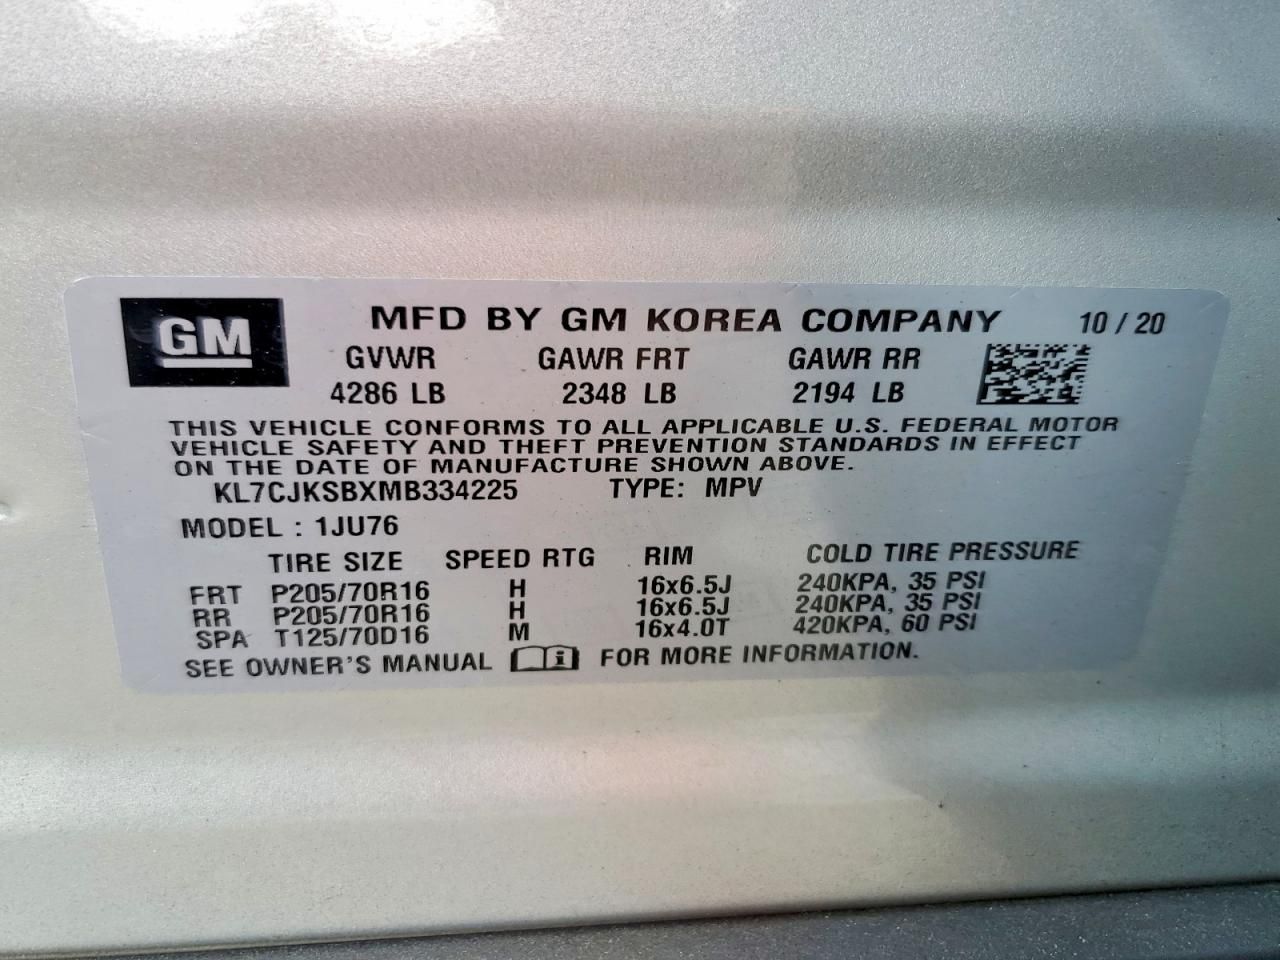 GM MFD BY GM KOREA COMPANY 10 / 20
GVWR GAWR FRT GAWR RR
4286 LB 2348 LB 2194 LB
THIS VEHICLE CONFORMS TO ALL APPLICABLE U.S. FEDERAL MOTOR
VEHICLE SAFETY AND THEFT PREVENTION STANDARDS IN EFFECT
ON THE DATE OF MANUFACTURE SHOWN ABOVE.
KL7CJKSBXMB334225 TYPE: MPV
MODEL : 1JU76
TIRE SIZE SPEED RTG RIM COLD TIRE PRESSURE
FRT P205/70R16 H 16x6.5J 240KPA, 35 PSI
RR P205/70R16 H 16x6.5J 240KPA, 35 PSI
SPA T125/70D16 M 16x4.0T 420KPA, 60 PSI
SEE OWNER'S MANUAL i FOR MORE INFORMATION.